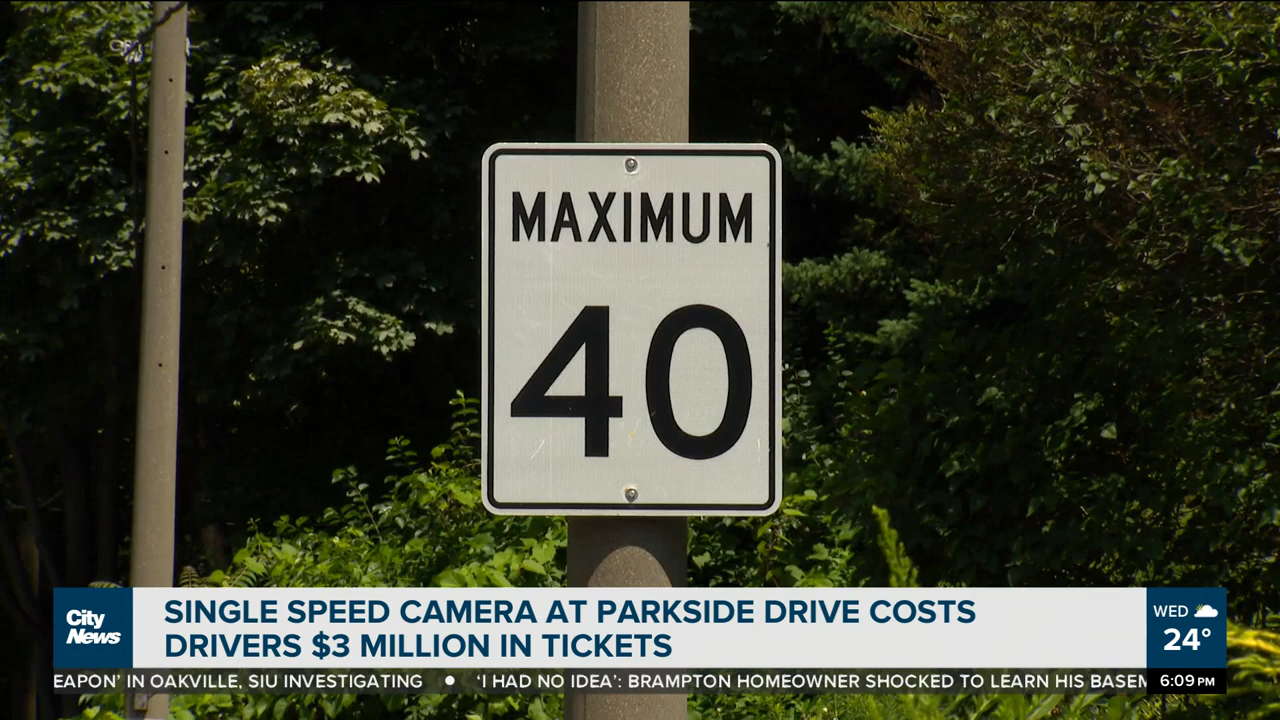 MAXIMUM
40
City
News
SINGLE SPEED CAMERA AT PARKSIDE DRIVE COSTS
DRIVERS $3 MILLION IN TICKETS
WED
24°
EAPON’ IN OAKVILLE, SIU INVESTIGATING ● ‘I HAD NO IDEA’: BRAMPTON HOMEOWNER SHOCKED TO LEARN HIS BASEM
6:09 PM